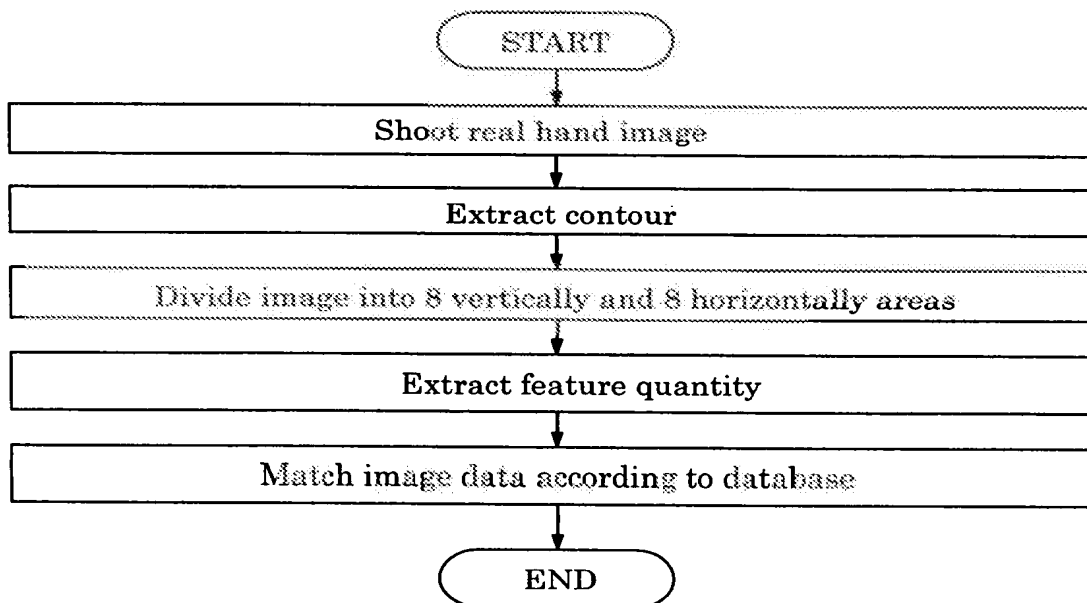 START
Shoot real hand image
Extract contour
Divide image into 8 vertically and 8 horizontally areas
Extract feature quantity
Match image data according to database
END